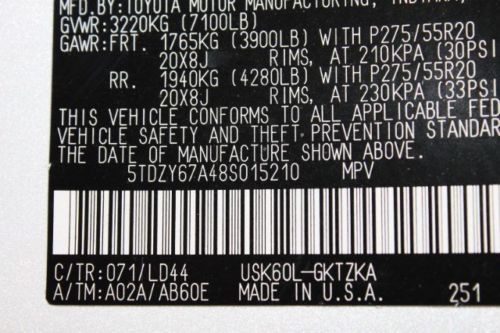 MFD.BY: TOYOTA MOTOR MANUFACTURING, INDIANA,
GVWR: 3220KG (7100LB)
GAWR: FRT. 1765KG (3900LB) WITH P275/55R20
20X8J RIMS, AT 210KPA (30PSI
RR. 1940KG (4280LB) WITH P275/55R20
20X8J RIMS, AT 230KPA (33PSI
THIS VEHICLE CONFORMS TO ALL APPLICABLE FEDE
VEHICLE SAFETY AND THEFT PREVENTION STANDAR
THE DATE OF MANUFACTURE SHOWN ABOVE.
5TDZY67A48S015210 MPV
C/TR: 071/LD44 USK60L-GKTZKA
A/TM: A02A/AB60E MADE IN U.S.A. 251